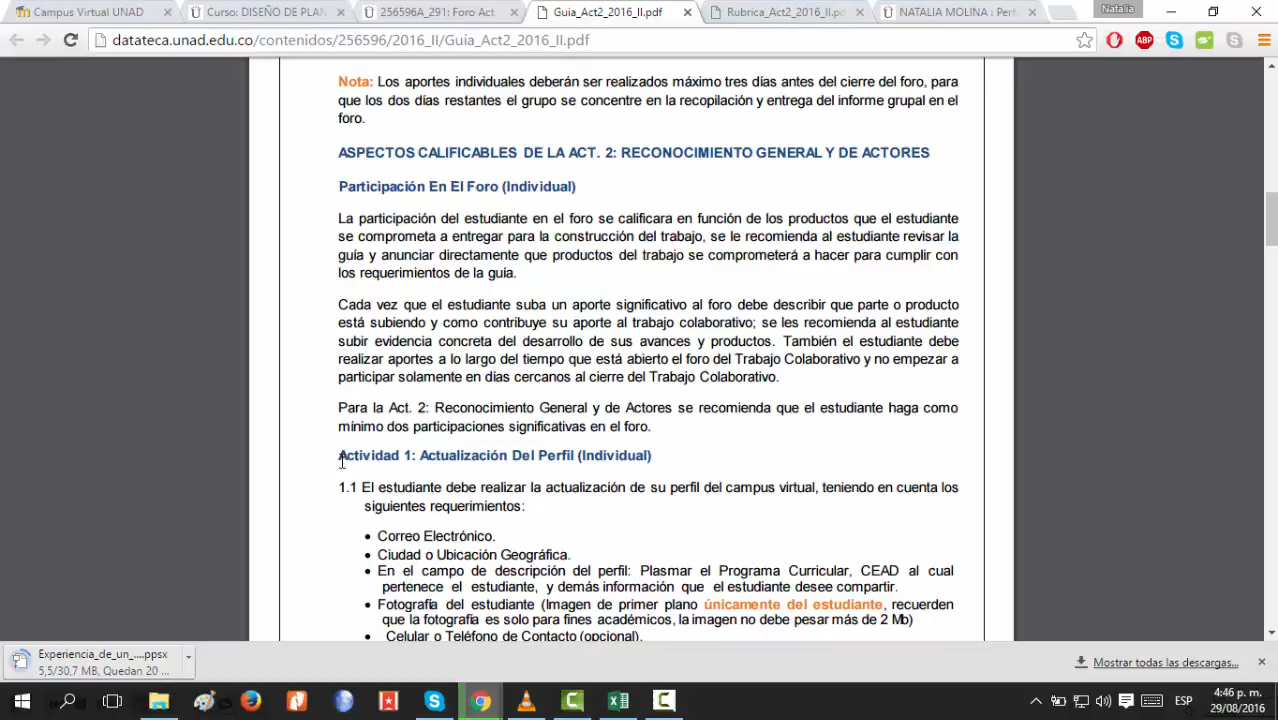 Campus Virtual UNAD
Curso: DISEÑO DE PLAN
256596A_291: Foro Act.
Guia_Act2_2016_II.pdf
Rubrica_Act2_2016_II.pd
NATALIA MOLINA : Perf
Natalia
datateca.unad.edu.co/contenidos/256596/2016_II/Guia_Act2_2016_II.pdf
ABP
Nota: Los aportes individuales deberán ser realizados máximo tres días antes del cierre del foro, para
que los dos días restantes el grupo se concentre en la recopilación y entrega del informe grupal en el
foro.
ASPECTOS CALIFICABLES DE LA ACT. 2: RECONOCIMIENTO GENERAL Y DE ACTORES
Participación En El Foro (Individual)
La participación del estudiante en el foro se calificara en función de los productos que el estudiante
se comprometa a entregar para la construcción del trabajo, se le recomienda al estudiante revisar la
guía y anunciar directamente que productos del trabajo se comprometerá a hacer para cumplir con
los requerimientos de la guía.
Cada vez que el estudiante suba un aporte significativo al foro debe describir que parte o producto
está subiendo y como contribuye su aporte al trabajo colaborativo; se les recomienda al estudiante
subir evidencia concreta del desarrollo de sus avances y productos. También el estudiante debe
realizar aportes a lo largo del tiempo que está abierto el foro del Trabajo Colaborativo y no empezar a
participar solamente en días cercanos al cierre del Trabajo Colaborativo.
Para la Act. 2: Reconocimiento General y de Actores se recomienda que el estudiante haga como
mínimo dos participaciones significativas en el foro.
Actividad 1: Actualización Del Perfil (Individual)
1.1 El estudiante debe realizar la actualización de su perfil del campus virtual, teniendo en cuenta los
siguientes requerimientos:
• Correo Electrónico.
• Ciudad o Ubicación Geográfica.
• En el campo de descripción del perfil: Plasmar el Programa Curricular, CEAD al cual
pertenece el estudiante, y demás información que el estudiante desee compartir.
• Fotografía del estudiante (Imagen de primer plano únicamente del estudiante, recuerden
que la fotografía es solo para fines académicos, la imagen no debe pesar más de 2 Mb)
• Celular o Teléfono de Contacto (opcional).
Experiencia_de_un_....ppsx
5,5/30,7 MB, Quedan 20 ...
Mostrar todas las descargas...
ESP
4:46 p. m.
29/08/2016